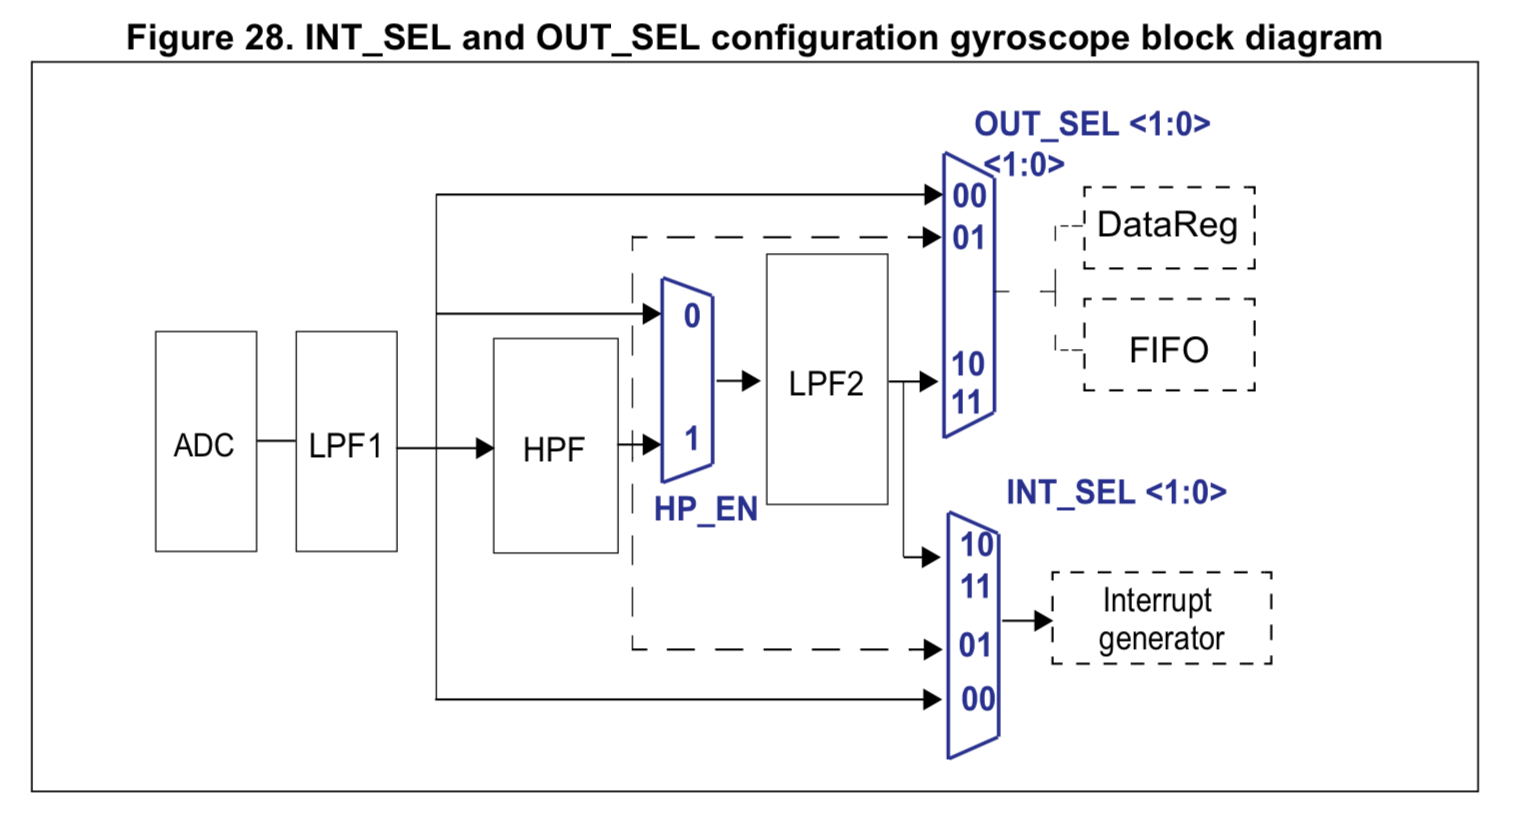 Figure 28. INT_SEL and OUT_SEL configuration gyroscope block diagram
OUT_SEL <1:0>
<1:0>
00
01
10
11
DataReg
FIFO
0
1
HP_EN
ADC
LPF1
HPF
LPF2
INT_SEL <1:0>
10
11
01
00
Interrupt
generator